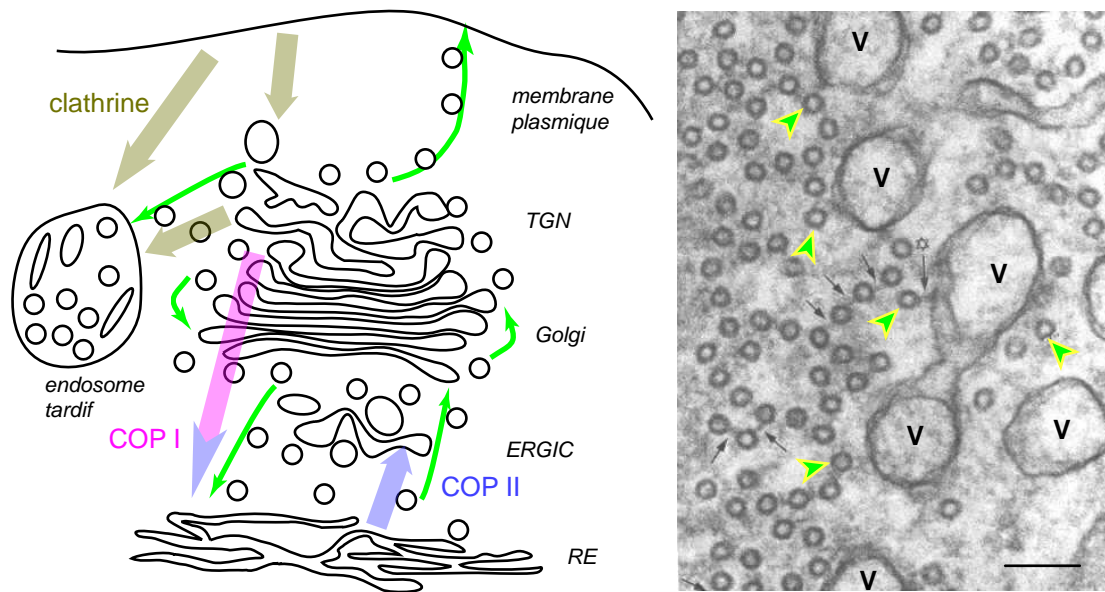 clathrine
membrane
plasmique
TGN
Golgi
endosome
tardif
COP I
ERGIC
COP II
RE
V
V
V
V
V
V